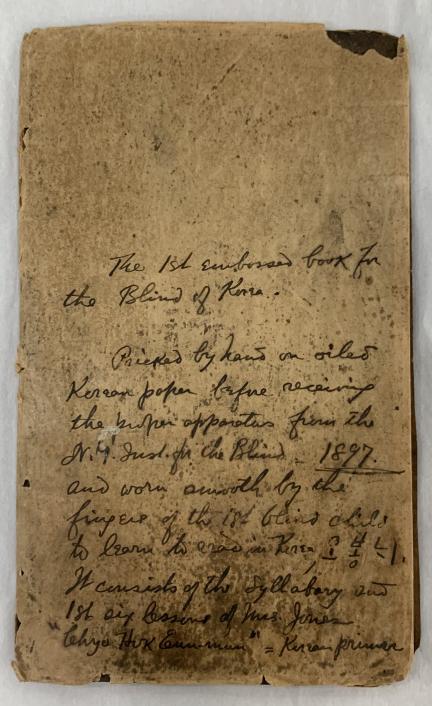 The 1st embossed book for
the Blind of Korea.
Pricked by hand on oiled
Korean paper before receiving
the proper apparatus from the
N.Y. Inst. for the Blind - 1897.
and worn smooth by the
fingers of the 1st blind child
to learn to read in Korea,
It consists of the Syllabary and
1st six lessons of Mrs. Jones
Chyo Hok Eunmun" = Korean primer